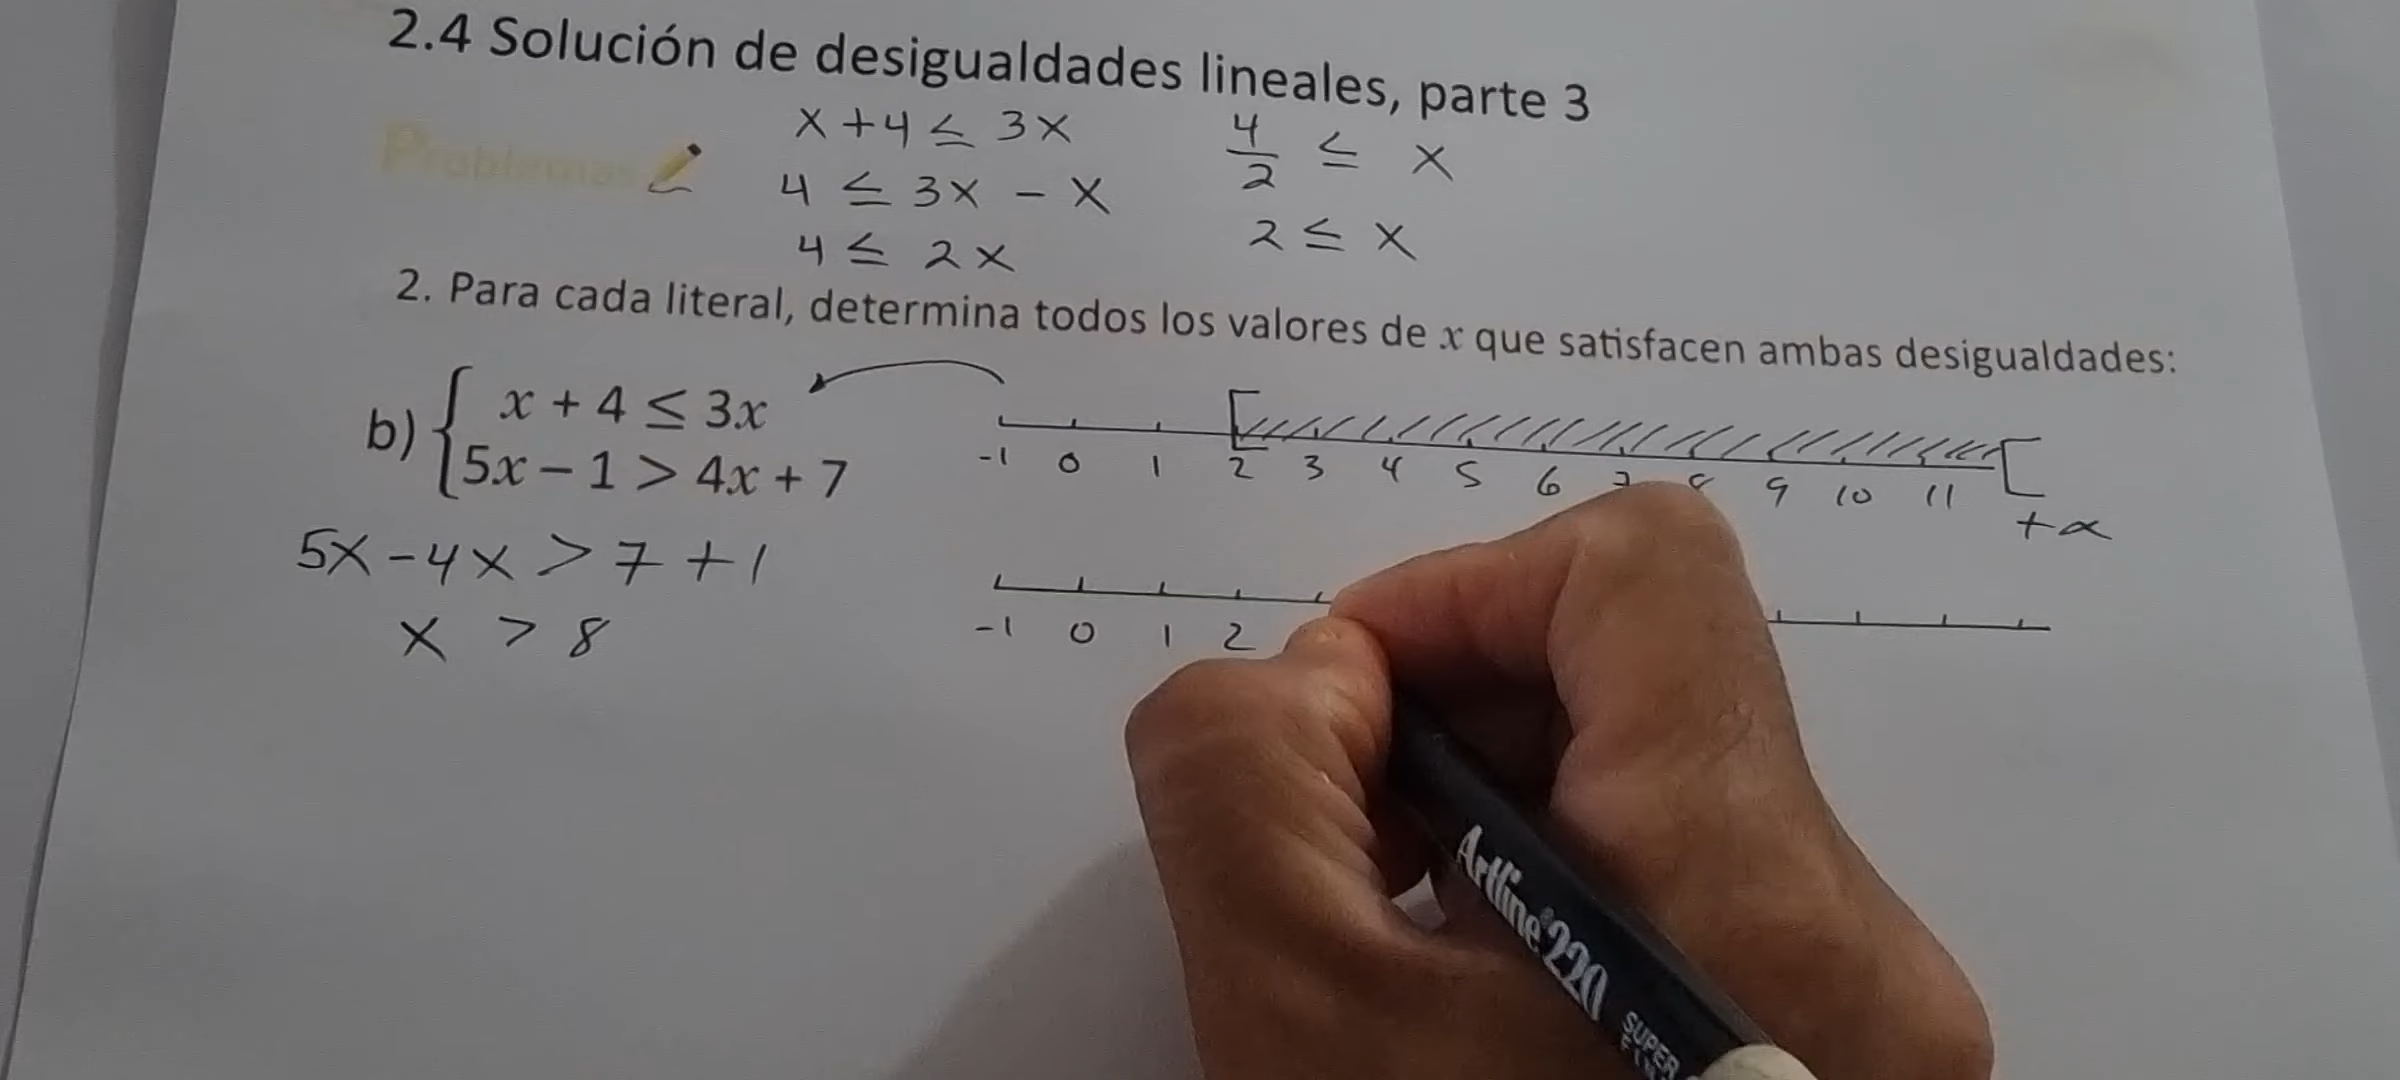 2.4 Solución de desigualdades lineales, parte 3
Problemas
x + 4 ≤ 3x
4 ≤ 3x - x
4 ≤ 2x
4/2 ≤ x
2 ≤ x
2. Para cada literal, determina todos los valores de x que satisfacen ambas desigualdades:
b) { x + 4 ≤ 3x
5x − 1 > 4x + 7
5x - 4x > 7 + 1
x > 8
-1 0 1 2 3 4 5 6 7 8 9 10 11 +∝
-1 0 1 2
Artline 220
SUPER